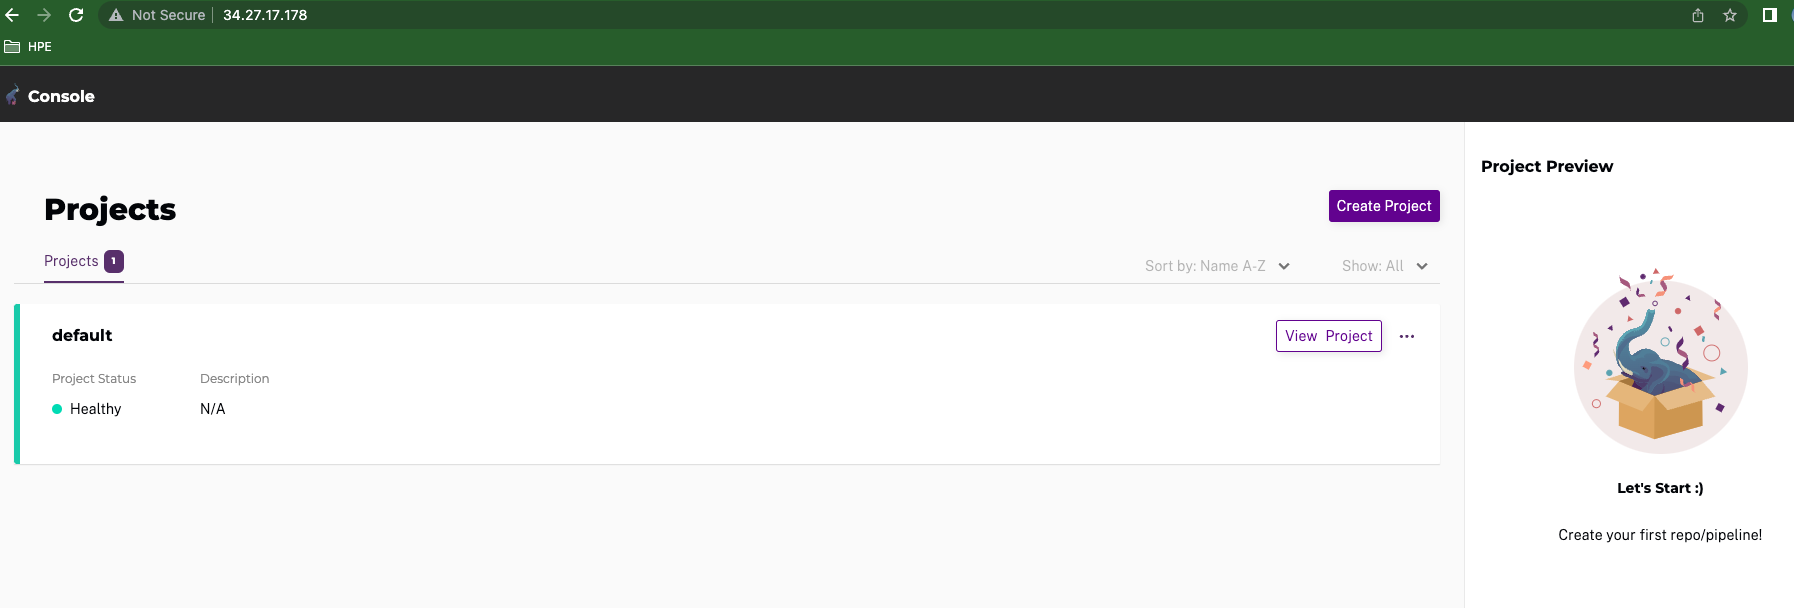 Not Secure | 34.27.17.178
HPE
Console
Projects
Create Project
Projects 1
Sort by: Name A-Z
Show: All
default
View Project
Project Status
Description
Healthy
N/A
Project Preview
Let's Start :)
Create your first repo/pipeline!